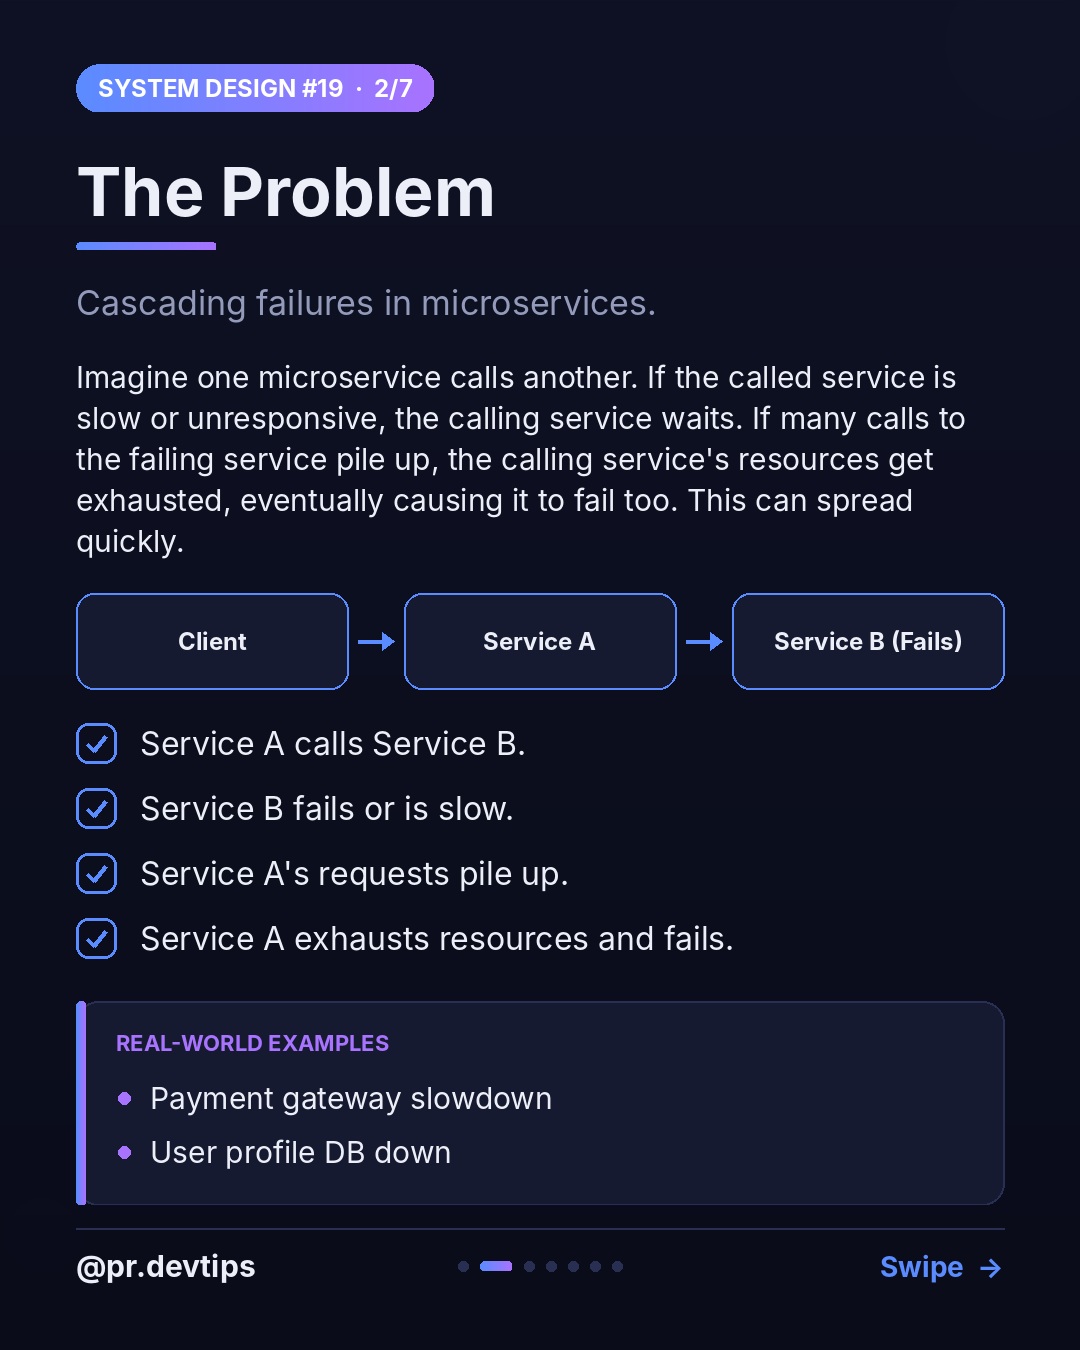 SYSTEM DESIGN #19 · 2/7
The Problem
Cascading failures in microservices.
Imagine one microservice calls another. If the called service is
slow or unresponsive, the calling service waits. If many calls to
the failing service pile up, the calling service's resources get
exhausted, eventually causing it to fail too. This can spread
quickly.
Client → Service A → Service B (Fails)
Service A calls Service B.
Service B fails or is slow.
Service A's requests pile up.
Service A exhausts resources and fails.
REAL-WORLD EXAMPLES
Payment gateway slowdown
User profile DB down
@pr.devtips
Swipe →